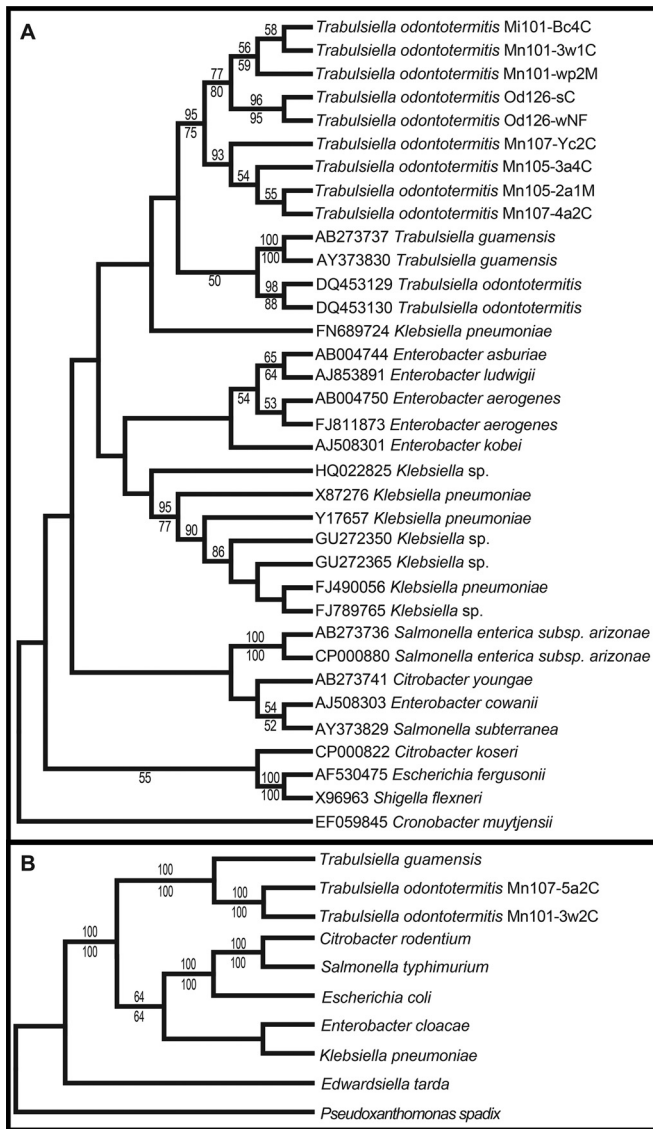 A
58
Trabulsiella odontotermitis Mi101-Bc4C
56
Trabulsiella odontotermitis Mn101-3w1C
77
59
Trabulsiella odontotermitis Mn101-wp2M
80
96
Trabulsiella odontotermitis Od126-sC
95
95
Trabulsiella odontotermitis Od126-wNF
75
93
Trabulsiella odontotermitis Mn107-Yc2C
54
Trabulsiella odontotermitis Mn105-3a4C
55
Trabulsiella odontotermitis Mn105-2a1M
Trabulsiella odontotermitis Mn107-4a2C
100
AB273737 Trabulsiella guamensis
100
AY373830 Trabulsiella guamensis
50
98
DQ453129 Trabulsiella odontotermitis
88
DQ453130 Trabulsiella odontotermitis
FN689724 Klebsiella pneumoniae
65
AB004744 Enterobacter asburiae
64
AJ853891 Enterobacter ludwigii
54
53
AB004750 Enterobacter aerogenes
FJ811873 Enterobacter aerogenes
AJ508301 Enterobacter kobei
HQ022825 Klebsiella sp.
95
X87276 Klebsiella pneumoniae
77
90
Y17657 Klebsiella pneumoniae
86
GU272350 Klebsiella sp.
GU272365 Klebsiella sp.
FJ490056 Klebsiella pneumoniae
FJ789765 Klebsiella sp.
100
AB273736 Salmonella enterica subsp. arizonae
100
CP000880 Salmonella enterica subsp. arizonae
AB273741 Citrobacter youngae
54
AJ508303 Enterobacter cowanii
52
AY373829 Salmonella subterranea
CP000822 Citrobacter koseri
55
100
AF530475 Escherichia fergusonii
100
X96963 Shigella flexneri
EF059845 Cronobacter muytjensii
B
100
100
Trabulsiella guamensis
100
100
Trabulsiella odontotermitis Mn107-5a2C
Trabulsiella odontotermitis Mn101-3w2C
100
100
100
100
Citrobacter rodentium
100
100
Salmonella typhimurium
64
64
Escherichia coli
Enterobacter cloacae
Klebsiella pneumoniae
Edwardsiella tarda
Pseudoxanthomonas spadix